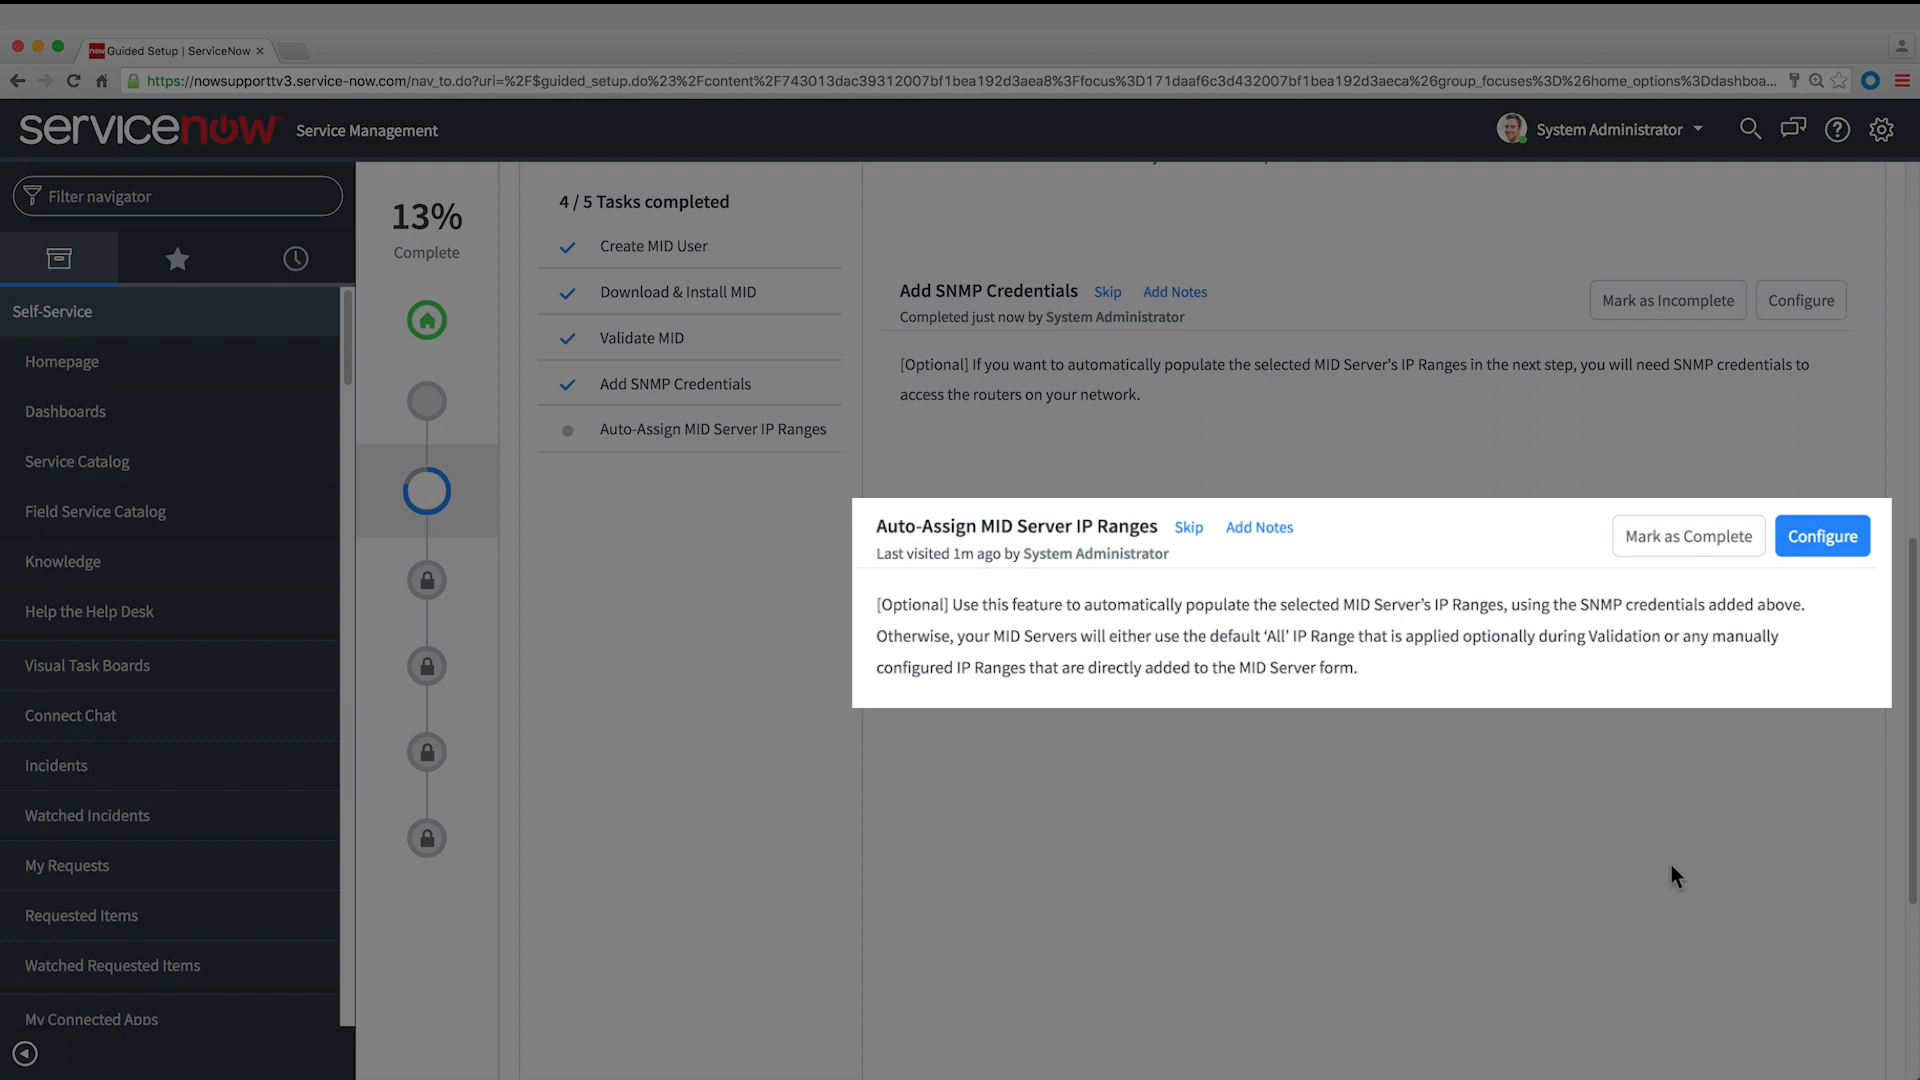 now Guided Setup | ServiceNow ×
https://nowsupporttv3.service-now.com/nav_to.do?uri=%2F$guided_setup.do%23%2Fcontent%2F743013dac39312007bf1bea192d3aea8%3Ffocus%3D171daaf6c3d432007bf1bea192d3aeca%26group_focuses%3D%26home_options%3Ddashboa...
servicenow Service Management
System Administrator
Filter navigator
Self-Service
Homepage
Dashboards
Service Catalog
Field Service Catalog
Knowledge
Help the Help Desk
Visual Task Boards
Connect Chat
Incidents
Watched Incidents
My Requests
Requested Items
Watched Requested Items
My Connected Apps
13%
Complete
4 / 5 Tasks completed
Create MID User
Download & Install MID
Validate MID
Add SNMP Credentials
Auto-Assign MID Server IP Ranges
Add SNMP Credentials Skip Add Notes
Completed just now by System Administrator
Mark as Incomplete Configure
[Optional] If you want to automatically populate the selected MID Server's IP Ranges in the next step, you will need SNMP credentials to
access the routers on your network.
Auto-Assign MID Server IP Ranges Skip Add Notes
Last visited 1m ago by System Administrator
Mark as Complete Configure
[Optional] Use this feature to automatically populate the selected MID Server’s IP Ranges, using the SNMP credentials added above.
Otherwise, your MID Servers will either use the default ‘All’ IP Range that is applied optionally during Validation or any manually
configured IP Ranges that are directly added to the MID Server form.